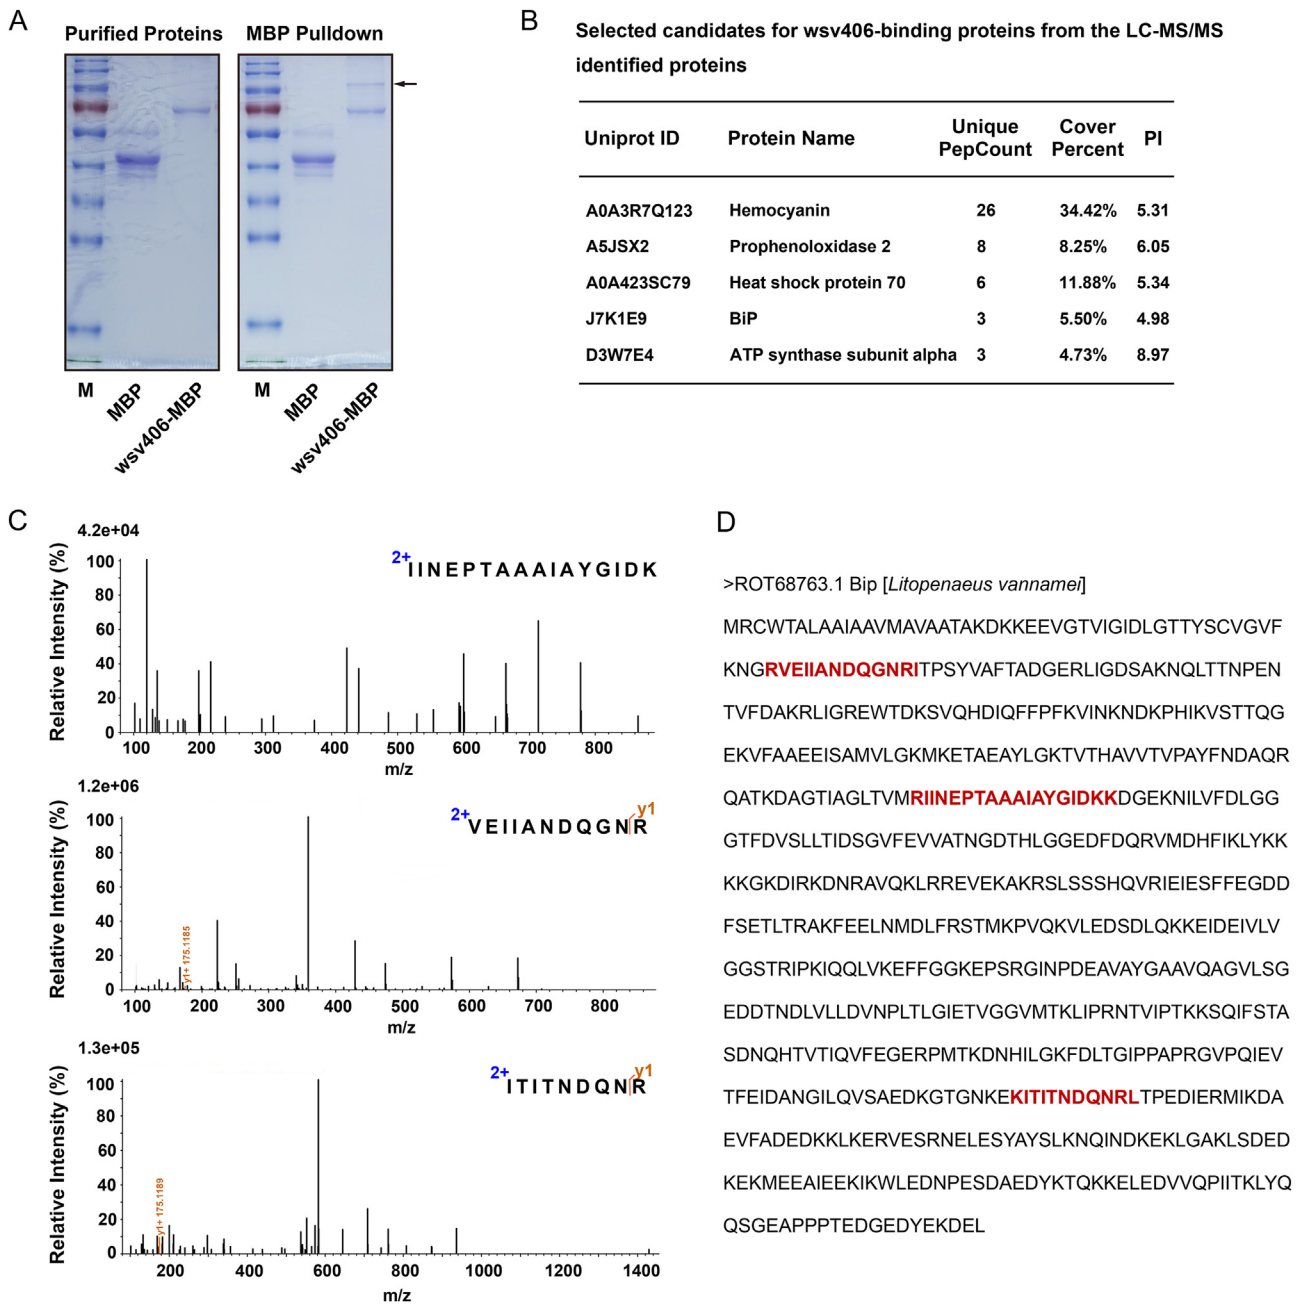 A
Purified Proteins
MBP Pulldown
M
MBP
wsv406-MBP
M
MBP
wsv406-MBP
B
Selected candidates for wsv406-binding proteins from the LC-MS/MS
identified proteins
Uniprot ID Protein Name Unique PepCount Cover Percent PI
A0A3R7Q123 Hemocyanin 26 34.42% 5.31
A5JSX2 Prophenoloxidase 2 8 8.25% 6.05
A0A423SC79 Heat shock protein 70 6 11.88% 5.34
J7K1E9 BiP 3 5.50% 4.98
D3W7E4 ATP synthase subunit alpha 3 4.73% 8.97
C
4.2e+04
Relative Intensity (%)
100
80
60
40
20
0
2+
IINEPTAAAIAYGIDK
100 200 300 400 500 600 700 800
m/z
1.2e+06
Relative Intensity (%)
100
80
60
40
20
0
2+
VEIIANDQGNR
y1
y1+ 175.1185
100 200 300 400 500 600 700 800
m/z
1.3e+05
Relative Intensity (%)
100
80
60
40
20
0
2+
ITITNDQNR
y1
y1+ 175.1189
200 400 600 800 1000 1200 1400
m/z
D
>ROT68763.1 Bip [Litopenaeus vannamei]
MRCWTALAAIAAVMAVAATAKDKKEEVGTVIGIDLGTTYSCVGVF
KNGRVEIIANDQGNRITPSYVAFTADGERLIGDSAKNQLTTNPEN
TVFDAKRLIGREWTDKSVQHDIQFFPFKVINKNDKPHIKVSTTQG
EKVFAAEEISAMVLGKMKETAEAYLGKTVTHAVVTVPAYFNDAQR
QATKDAGTIAGLTVMRIINEPTAAAIAYGIDKKDGEKNILVFDLGG
GTFDVSLLTIDSGVFEVVATNGDTHLGGEDFDQRVMDHFIKLYKK
KKGKDIRKDNRAVQKLRREVEKAKRSLSSSHQVRIEIESFFEGDD
FSETLTRAKFEELNMDLFRSTMKPVQKVLEDSDLQKKEIDEIVLV
GGSTRIPKIQQLVKEFFGGKEPSRGINPDEAVAYGAAVQAGVLSG
EDDTNDLVLLDVNPLTLGIETVGGVMTKLIPRNTVIPTKKSQIFSTA
SDNQHTVTIQVFEGERPMTKDNHILGKFDLTGIPPAPRGVPQIEV
TFEIDANGILQVSAEDKGTGNKEKITITNDQNRLTPEDIERMIKDA
EVFADEDKKLKERVESRNELESYAYSLKNQINDKEKLGAKLSDED
KEKMEEAIEEKIKWLEDNPESDAEDYKTQKKELEDVVQPIITKLYQ
QSGEAPPPTEDGEDYEKDEL